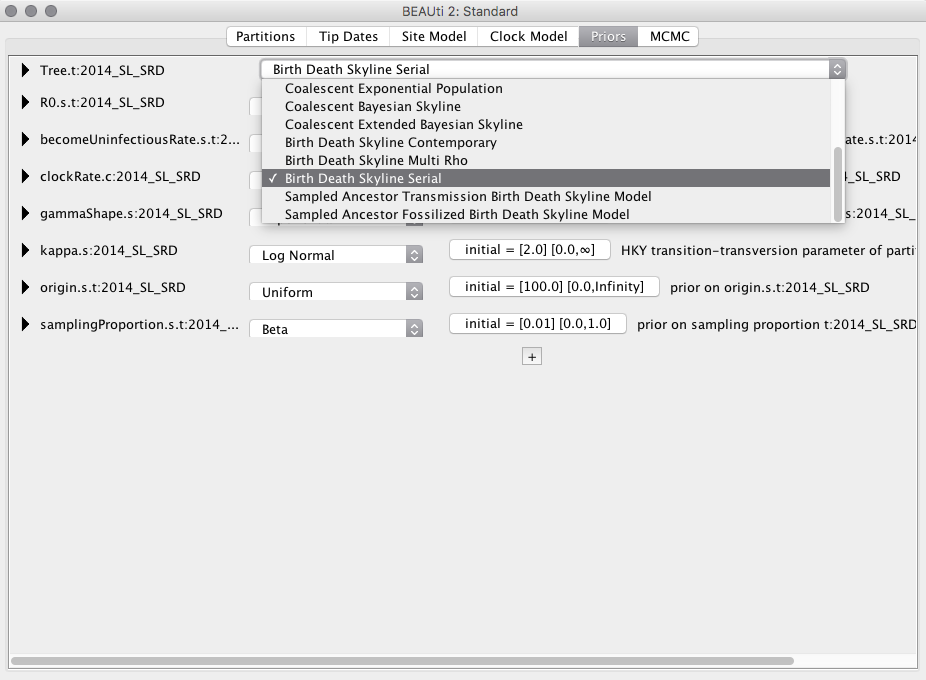 BEAUti 2: Standard
Partitions Tip Dates Site Model Clock Model Priors MCMC
Tree.t:2014_SL_SRD Birth Death Skyline Serial
Coalescent Exponential Population
R0.s.t:2014_SL_SRD Coalescent Bayesian Skyline
Coalescent Extended Bayesian Skyline
becomeUninfectiousRate.s.t:2... Birth Death Skyline Contemporary ate.s.t:2014
Birth Death Skyline Multi Rho
clockRate.c:2014_SL_SRD ✓ Birth Death Skyline Serial _SL_SRD
Sampled Ancestor Transmission Birth Death Skyline Model
gammaShape.s:2014_SL_SRD Sampled Ancestor Fossilized Birth Death Skyline Model s:2014_SL_
kappa.s:2014_SL_SRD Log Normal initial = [2.0] [0.0,∞] HKY transition-transversion parameter of parti
origin.s.t:2014_SL_SRD Uniform initial = [100.0] [0.0,Infinity] prior on origin.s.t:2014_SL_SRD
samplingProportion.s.t:2014_... Beta initial = [0.01] [0.0,1.0] prior on sampling proportion t:2014_SL_SRD
+